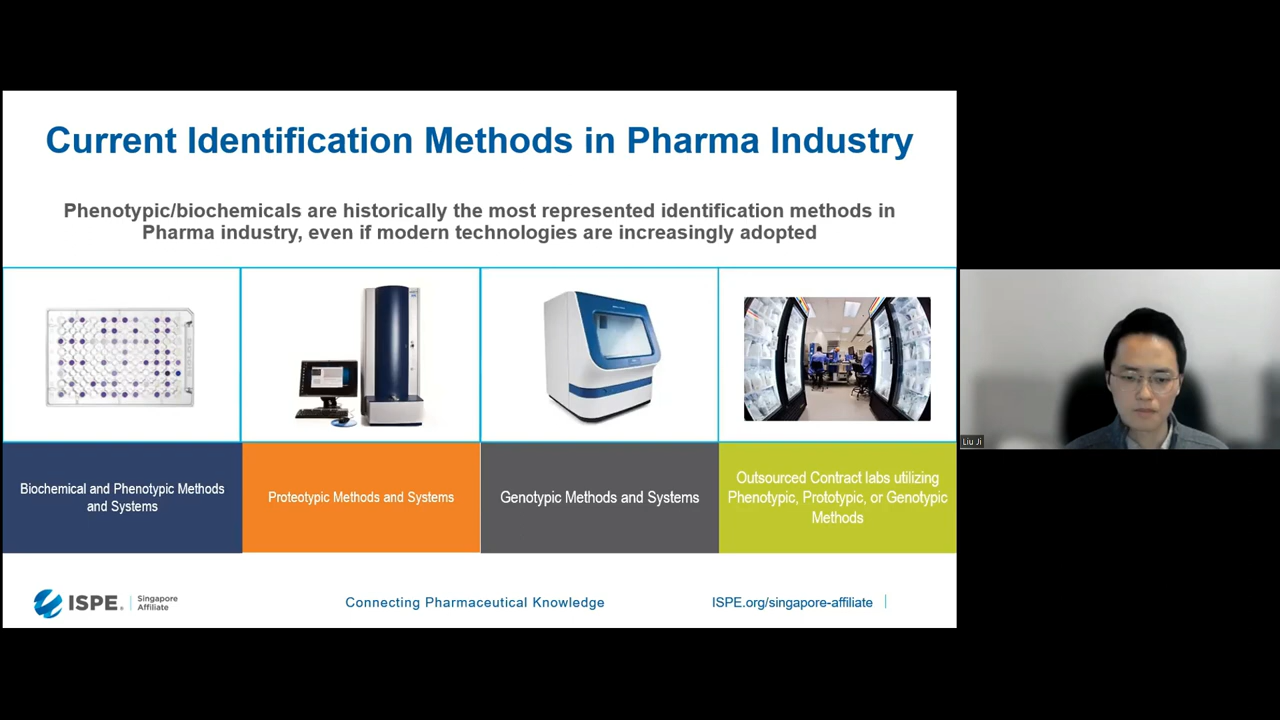 Current Identification Methods in Pharma Industry
Phenotypic/biochemicals are historically the most represented identification methods in
Pharma industry, even if modern technologies are increasingly adopted
Biochemical and Phenotypic Methods
and Systems
Proteotypic Methods and Systems
Genotypic Methods and Systems
Outsourced Contract labs utilizing
Phenotypic, Prototypic, or Genotypic
Methods
Liu Ji
ISPE.
Singapore
Affiliate
Connecting Pharmaceutical Knowledge
ISPE.org/singapore-affiliate